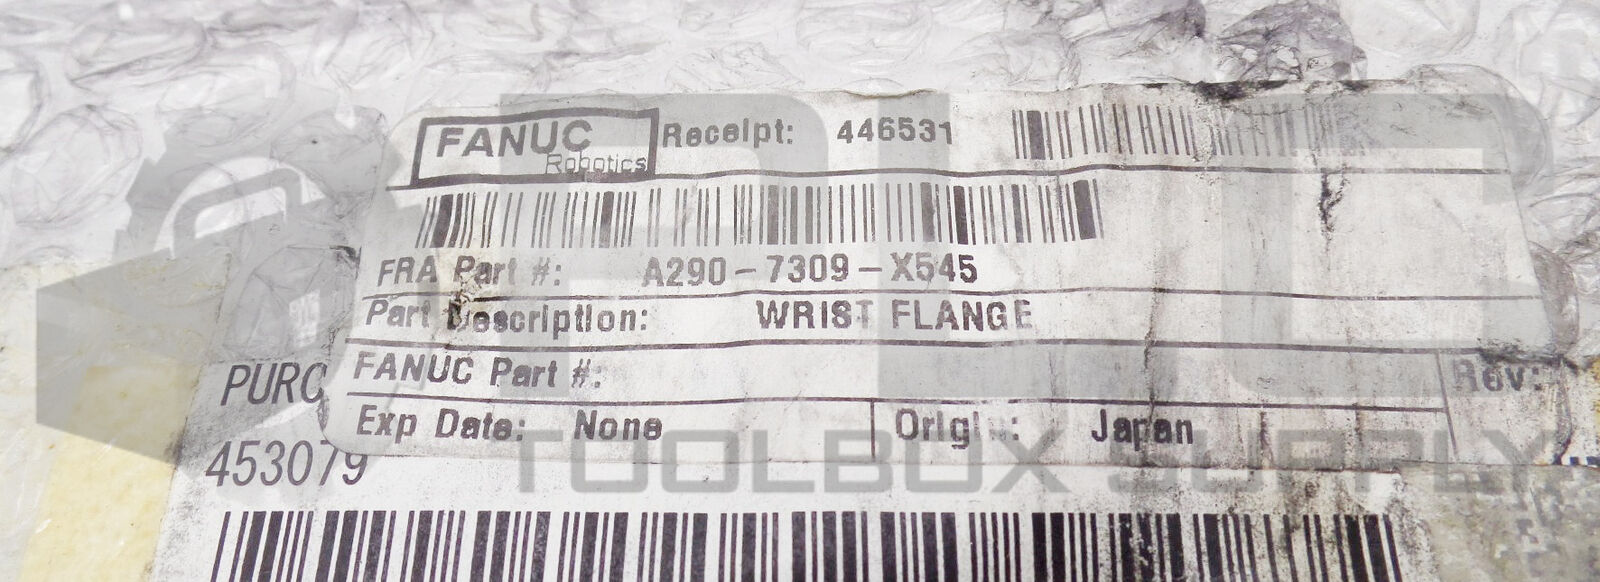 FANUC
Robotics
Receipt: 446531
FRA Part #: A290-7309-X545
Part Description: WRIST FLANGE
FANUC Part #:
Rev:
Exp Date: None
Origin: Japan
PURC
453079
TOOLBOX SUPPLY